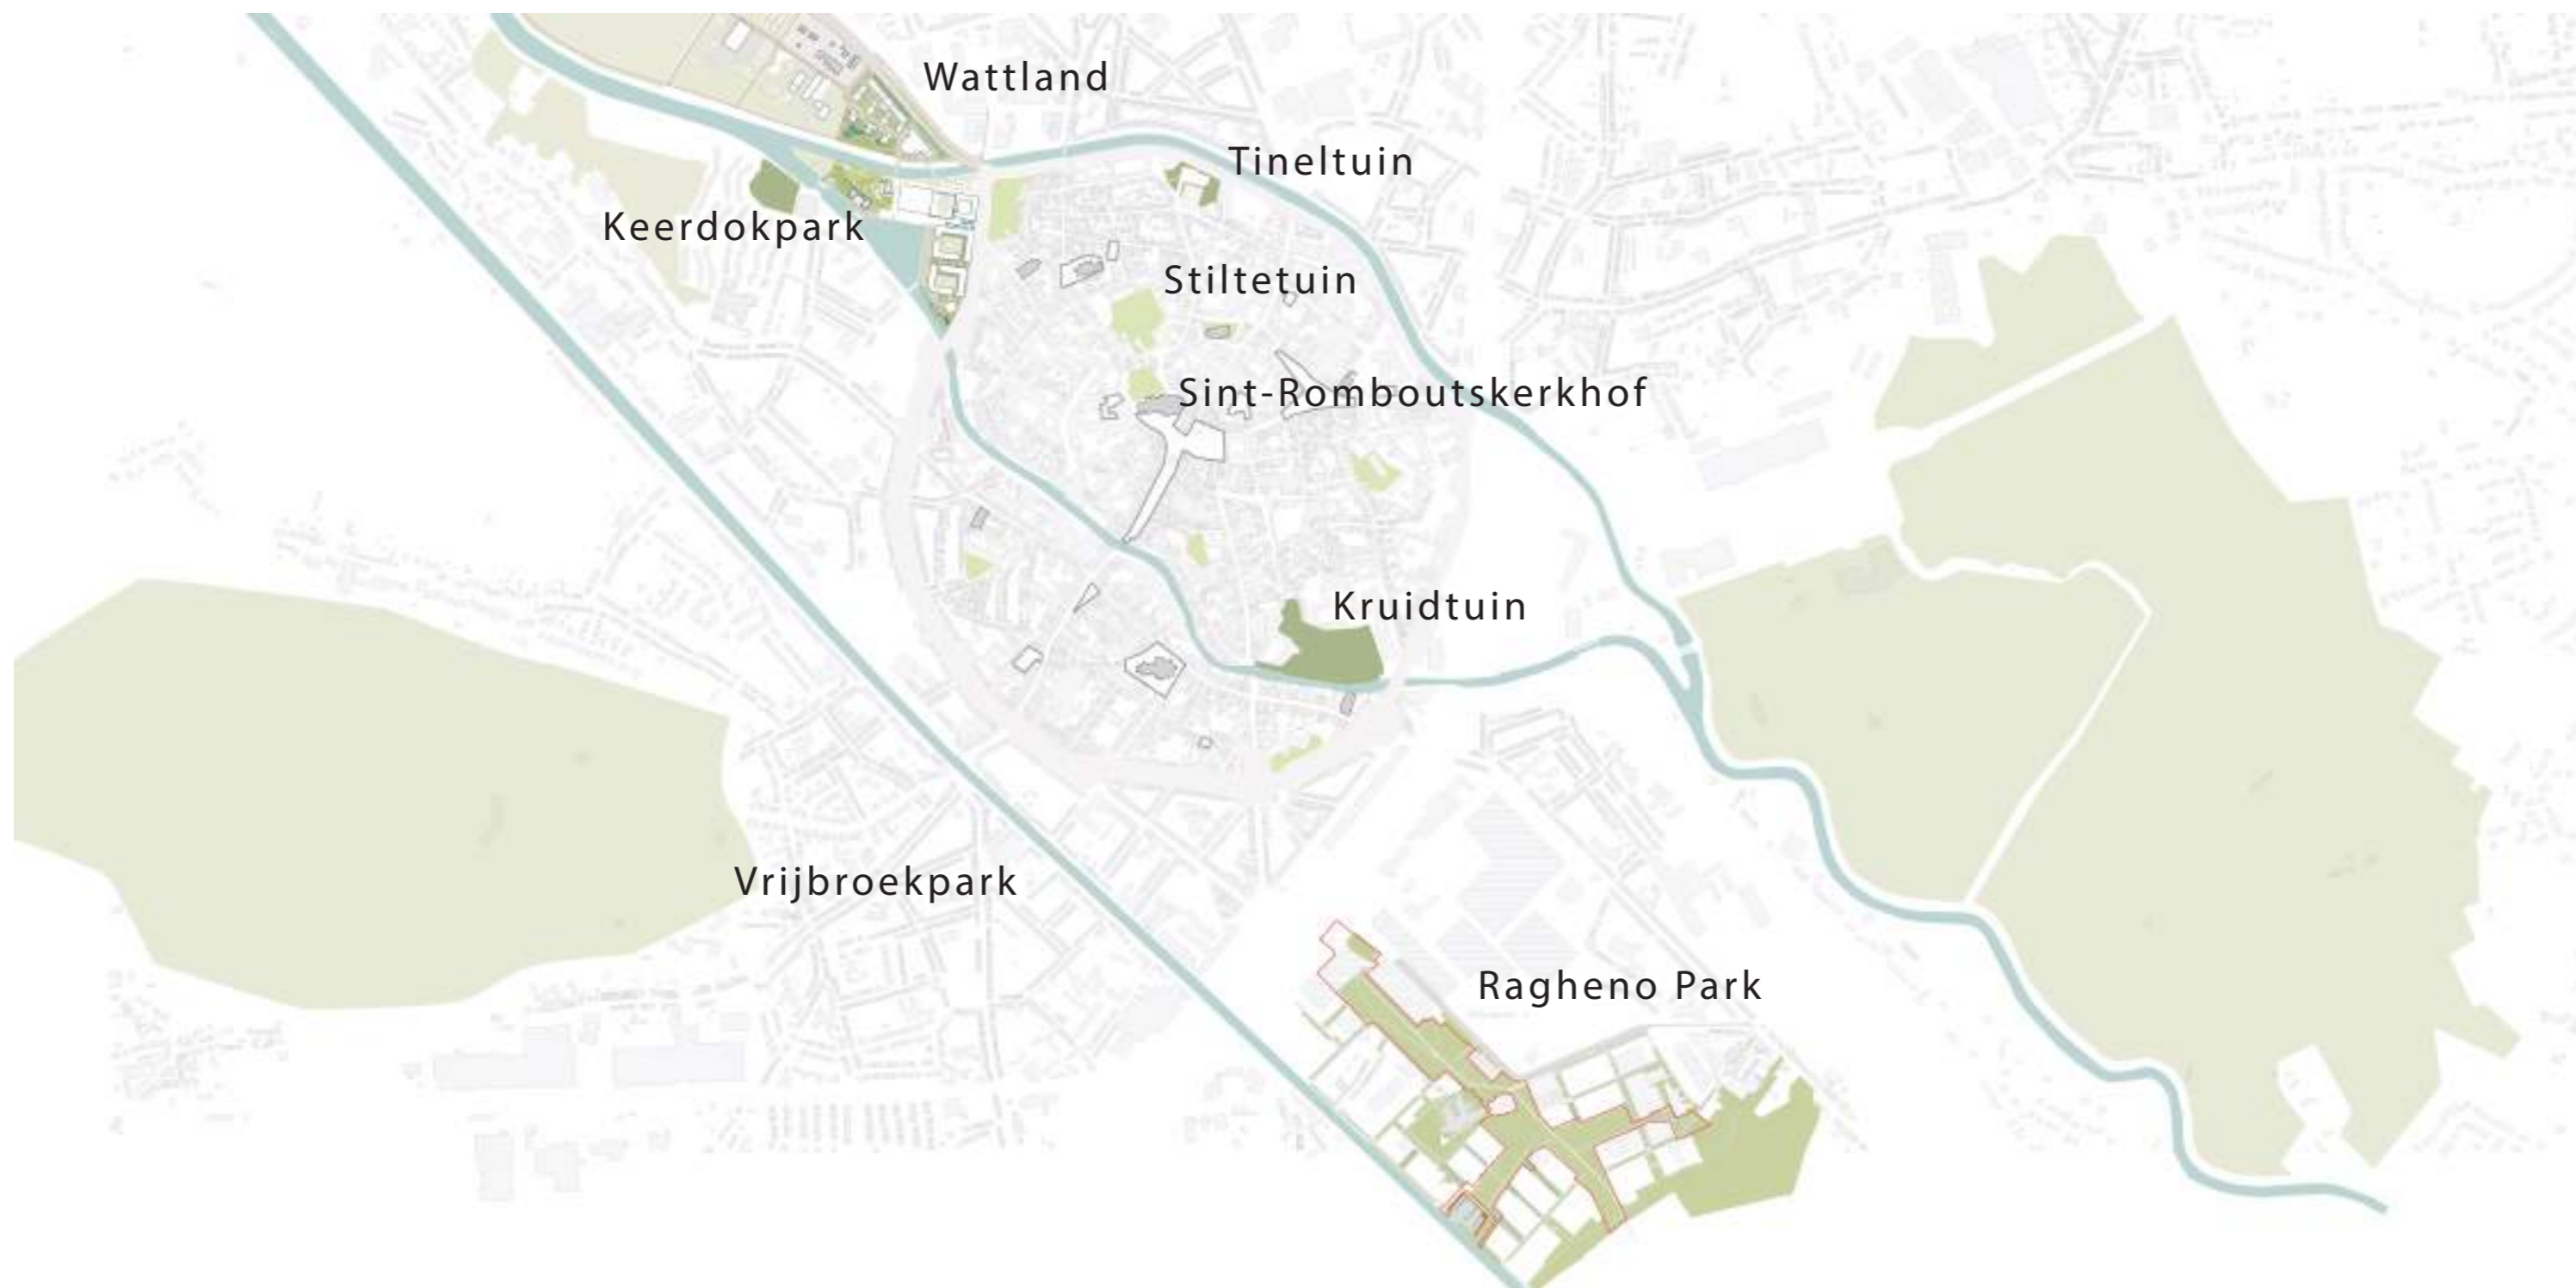 Wattland
Tineltuin
Keerdokpark
Stiltetuin
Sint-Romboutskerkhof
Kruidtuin
Vrijbroekpark
Ragheno Park